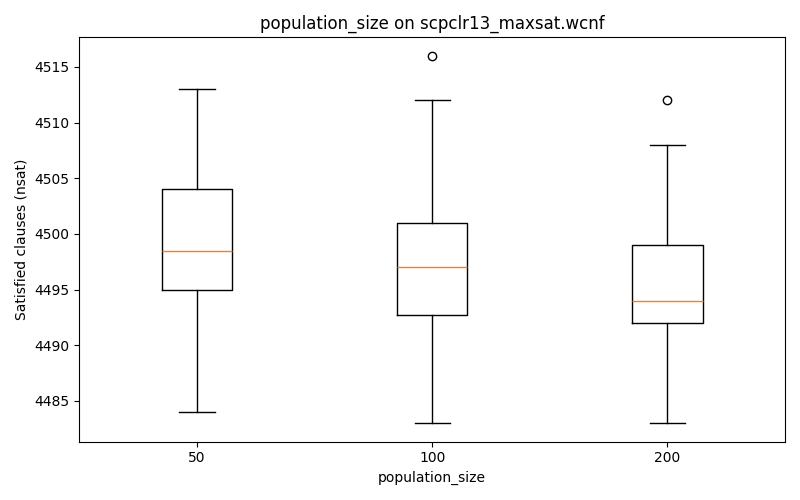 population_size on scpclr13_maxsat.wcnf
4515
4510
4505
4500
4495
4490
4485
Satisfied clauses (nsat)
50 100 200
population_size